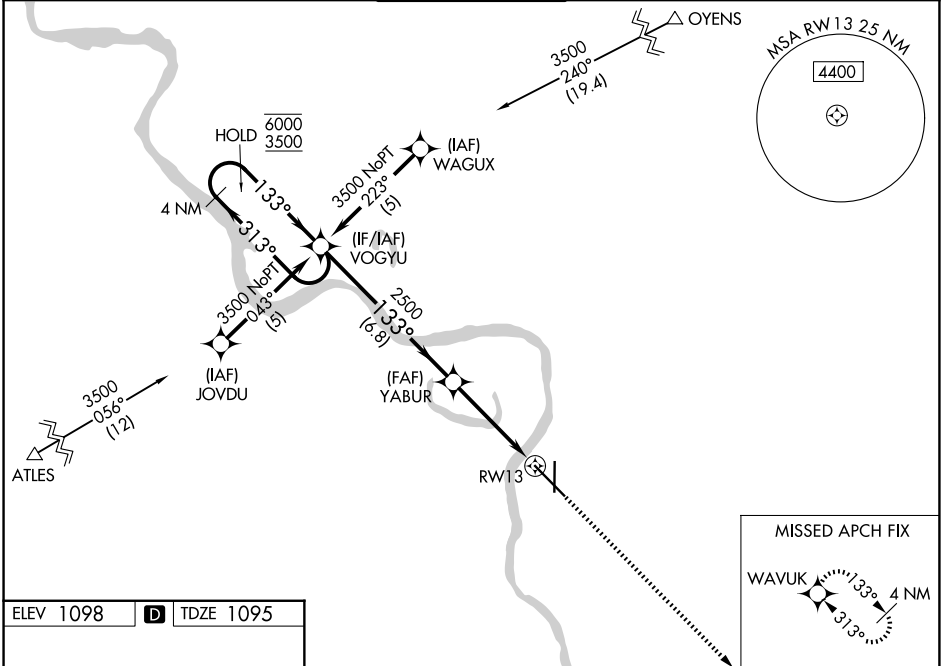 OYENS
3500
240°
(19.4)
MSA RW13 25 NM
4400
HOLD
6000
3500
(IAF)
WAGUX
3500 NoPT
223°
(5)
133°
4 NM
313°
(IF/IAF)
VOGYU
3500 NoPT
043°
(5)
2500
133°
(6.8)
(IAF)
JOVDU
(FAF)
YABUR
3500
056°
(12)
ATLES
RW13
MISSED APCH FIX
WAVUK
133°
4 NM
313°
ELEV 1098 D TDZE 1095